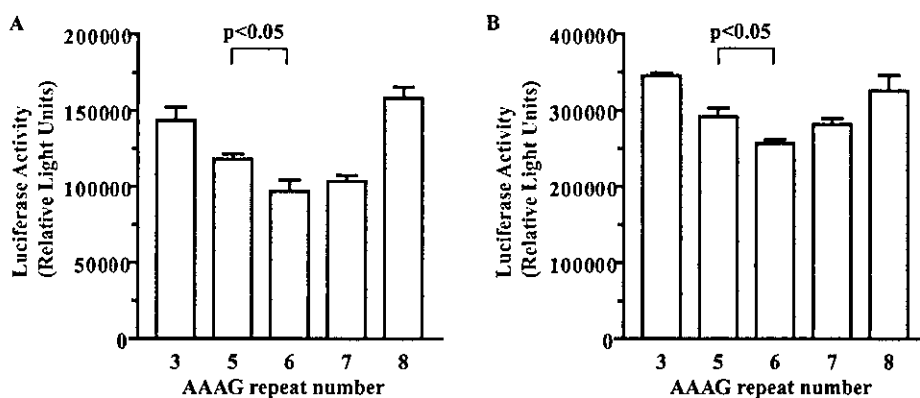 A
p<0.05
Luciferase Activity
(Relative Light Units)
200000
150000
100000
50000
0
3 5 6 7 8
AAAG repeat number
B
p<0.05
Luciferase Activity
(Relative Light Units)
400000
300000
200000
100000
0
3 5 6 7 8
AAAG repeat number